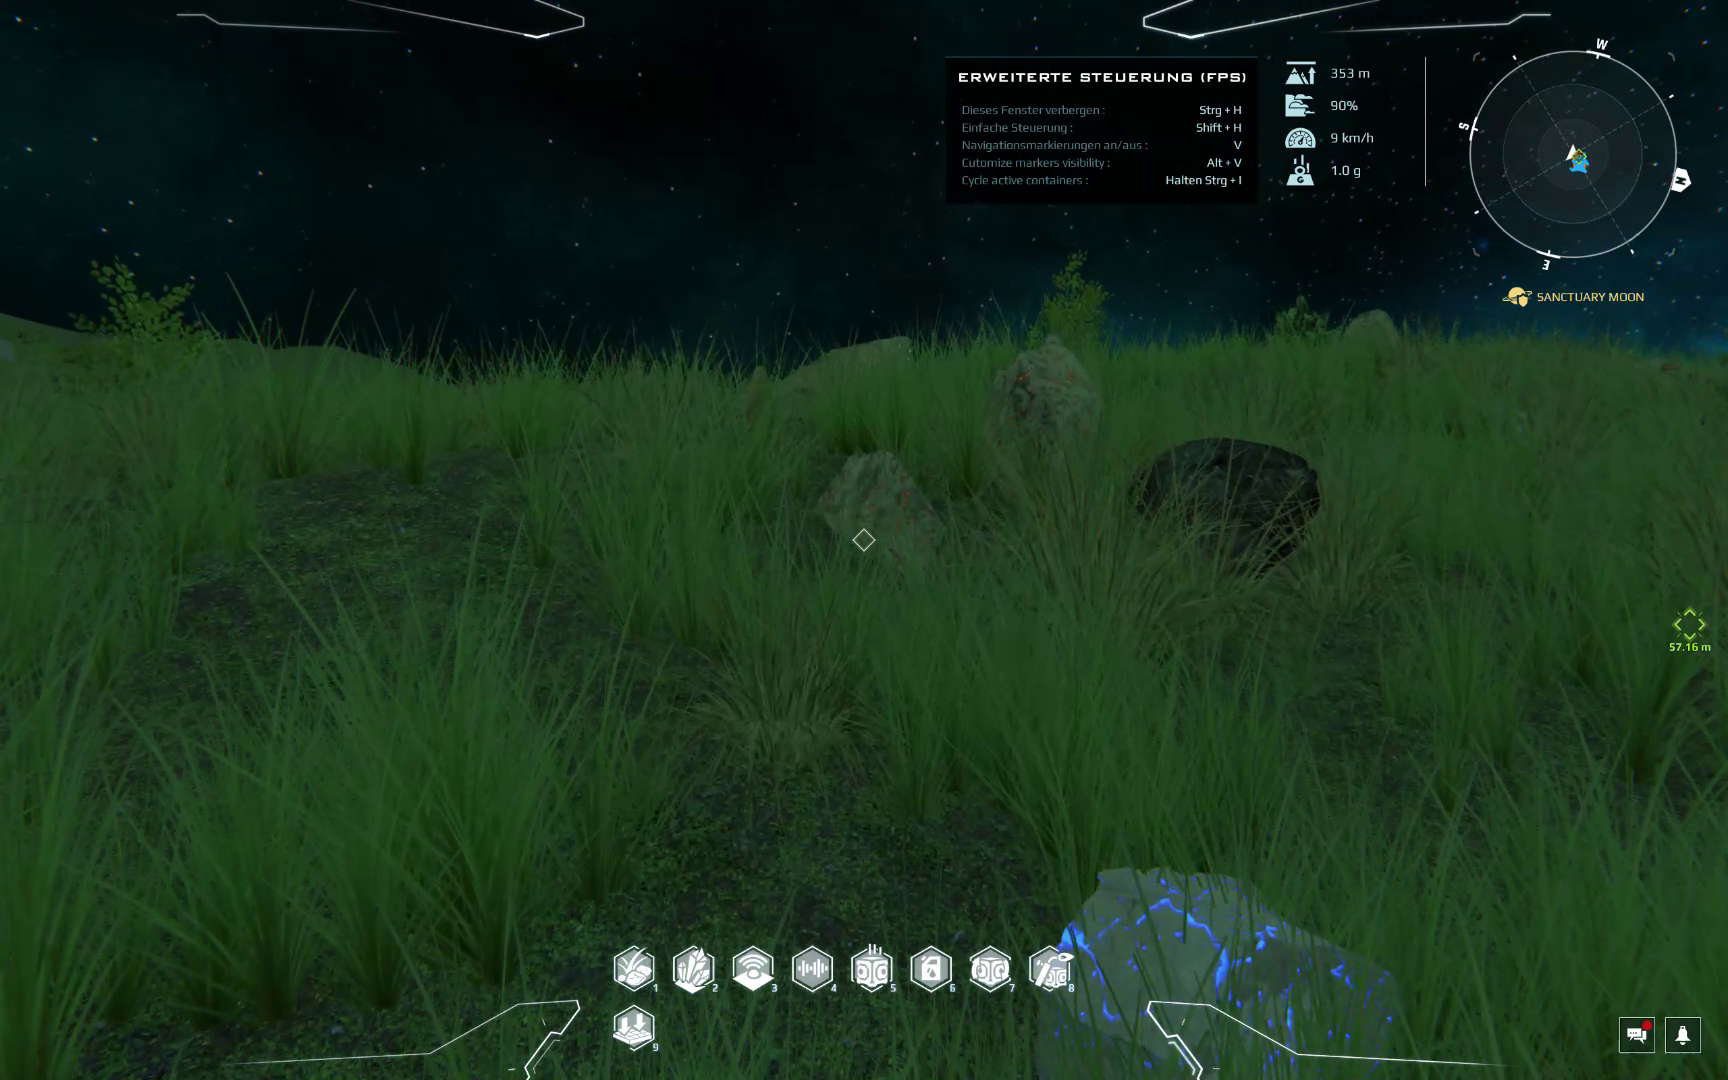 ERWEITERTE STEUERUNG (FPS)
Dieses Fenster verbergen : Strg + H
Einfache Steuerung : Shift + H
Navigationsmarkierungen an/aus : V
Cutomize markers visibility : Alt + V
Cycle active containers : Halten Strg + I
353 m
90%
9 km/h
1.0 g
G
W
S
N
E
SANCTUARY MOON
57.16 m
1
2
3
4
5
6
7
8
9